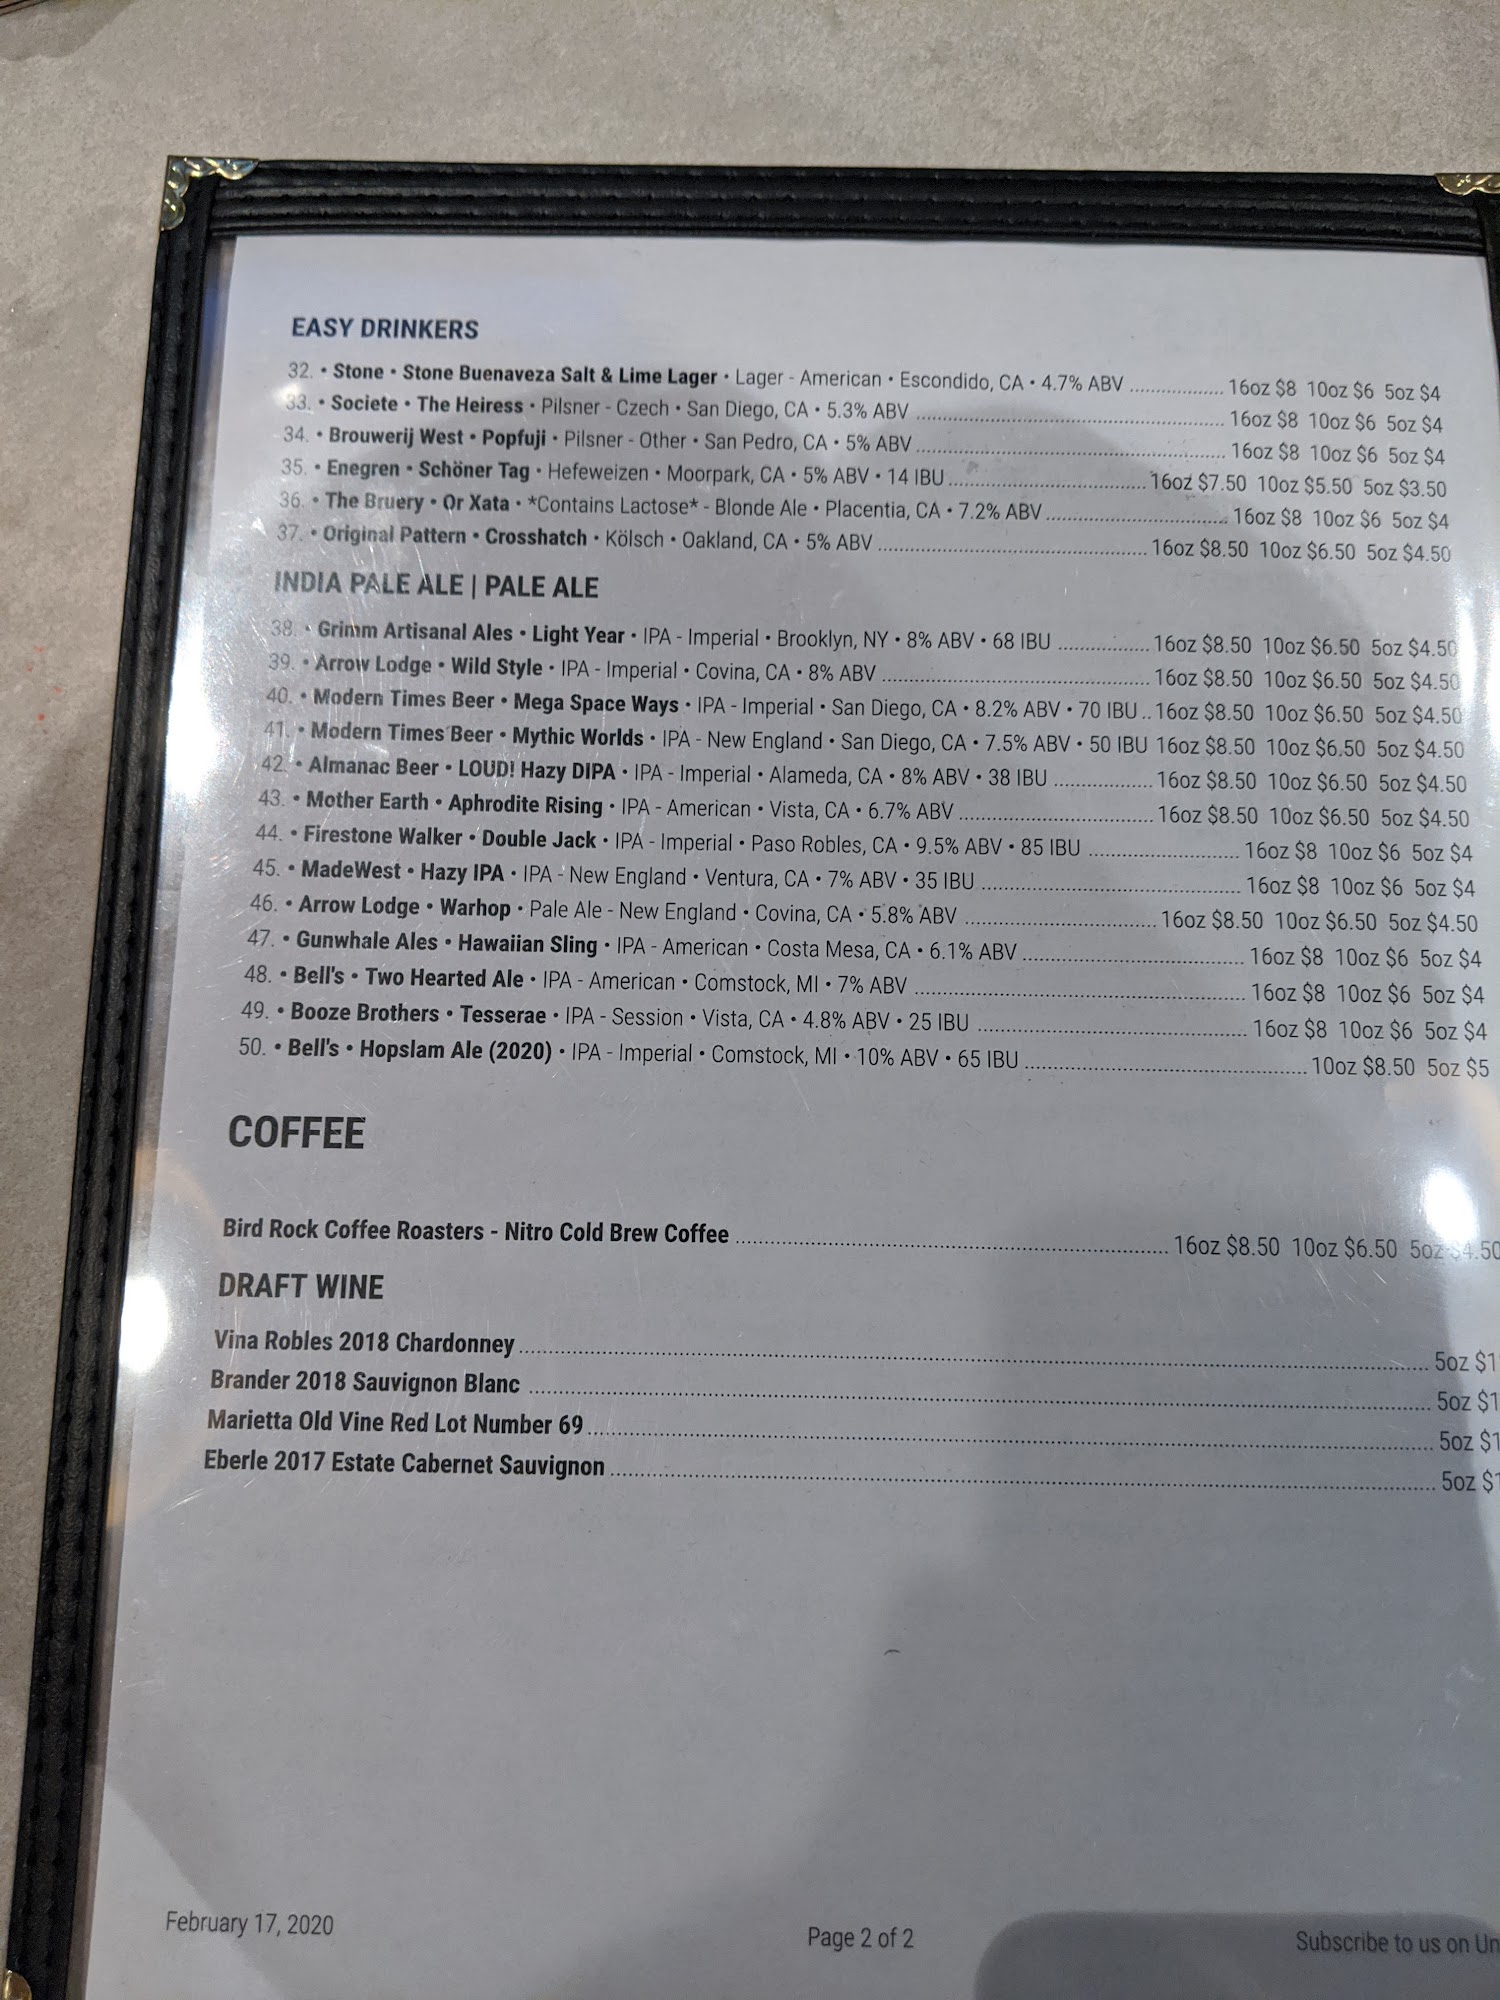 EASY DRINKERS
32. • Stone • Stone Buenaveza Salt & Lime Lager • Lager - American • Escondido, CA • 4.7% ABV ............... 16oz $8 10oz $6 5oz $4
33. • Societe • The Heiress • Pilsner - Czech • San Diego, CA • 5.3% ABV ............... 16oz $8 10oz $6 5oz $4
34. • Brouwerij West • Popfuji • Pilsner - Other • San Pedro, CA • 5% ABV ............... 16oz $8 10oz $6 5oz $4
35. • Enegren • Schöner Tag • Hefeweizen • Moorpark, CA • 5% ABV • 14 IBU ............... 16oz $7.50 10oz $5.50 5oz $3.50
36. • The Bruery • Or Xata • *Contains Lactose* - Blonde Ale • Placentia, CA • 7.2% ABV ............... 16oz $8 10oz $6 5oz $4
37. • Original Pattern • Crosshatch • Kölsch • Oakland, CA • 5% ABV ............... 16oz $8.50 10oz $6.50 5oz $4.50
INDIA PALE ALE | PALE ALE
38. • Grimm Artisanal Ales • Light Year • IPA - Imperial • Brooklyn, NY • 8% ABV • 68 IBU ............... 16oz $8.50 10oz $6.50 5oz $4.50
39. • Arrow Lodge • Wild Style • IPA - Imperial • Covina, CA • 8% ABV ............... 16oz $8.50 10oz $6.50 5oz $4.50
40. • Modern Times Beer • Mega Space Ways • IPA - Imperial • San Diego, CA • 8.2% ABV • 70 IBU .. 16oz $8.50 10oz $6.50 5oz $4.50
41. • Modern Times Beer • Mythic Worlds • IPA - New England • San Diego, CA • 7.5% ABV • 50 IBU 16oz $8.50 10oz $6.50 5oz $4.50
42. • Almanac Beer • LOUD! Hazy DIPA • IPA - Imperial • Alameda, CA • 8% ABV • 38 IBU ............... 16oz $8.50 10oz $6.50 5oz $4.50
43. • Mother Earth • Aphrodite Rising • IPA - American • Vista, CA • 6.7% ABV ............... 16oz $8.50 10oz $6.50 5oz $4.50
44. • Firestone Walker • Double Jack • IPA - Imperial • Paso Robles, CA • 9.5% ABV • 85 IBU ............... 16oz $8 10oz $6 5oz $4
45. • MadeWest • Hazy IPA • IPA - New England • Ventura, CA • 7% ABV • 35 IBU ............... 16oz $8 10oz $6 5oz $4
46. • Arrow Lodge • Warhop • Pale Ale - New England • Covina, CA • 5.8% ABV ............... 16oz $8.50 10oz $6.50 5oz $4.50
47. • Gunwhale Ales • Hawaiian Sling • IPA - American • Costa Mesa, CA • 6.1% ABV ............... 16oz $8 10oz $6 5oz $4
48. • Bell's • Two Hearted Ale • IPA - American • Comstock, MI • 7% ABV ............... 16oz $8 10oz $6 5oz $4
49. • Booze Brothers • Tesserae • IPA - Session • Vista, CA • 4.8% ABV • 25 IBU ............... 16oz $8 10oz $6 5oz $4
50. • Bell's • Hopslam Ale (2020) • IPA - Imperial • Comstock, MI • 10% ABV • 65 IBU ............... 10oz $8.50 5oz $5
COFFEE
Bird Rock Coffee Roasters - Nitro Cold Brew Coffee ............... 16oz $8.50 10oz $6.50 5oz $4.50
DRAFT WINE
Vina Robles 2018 Chardonney ............... 5oz $1
Brander 2018 Sauvignon Blanc ............... 5oz $1
Marietta Old Vine Red Lot Number 69 ............... 5oz $1
Eberle 2017 Estate Cabernet Sauvignon ............... 5oz $1
February 17, 2020
Page 2 of 2
Subscribe to us on Un